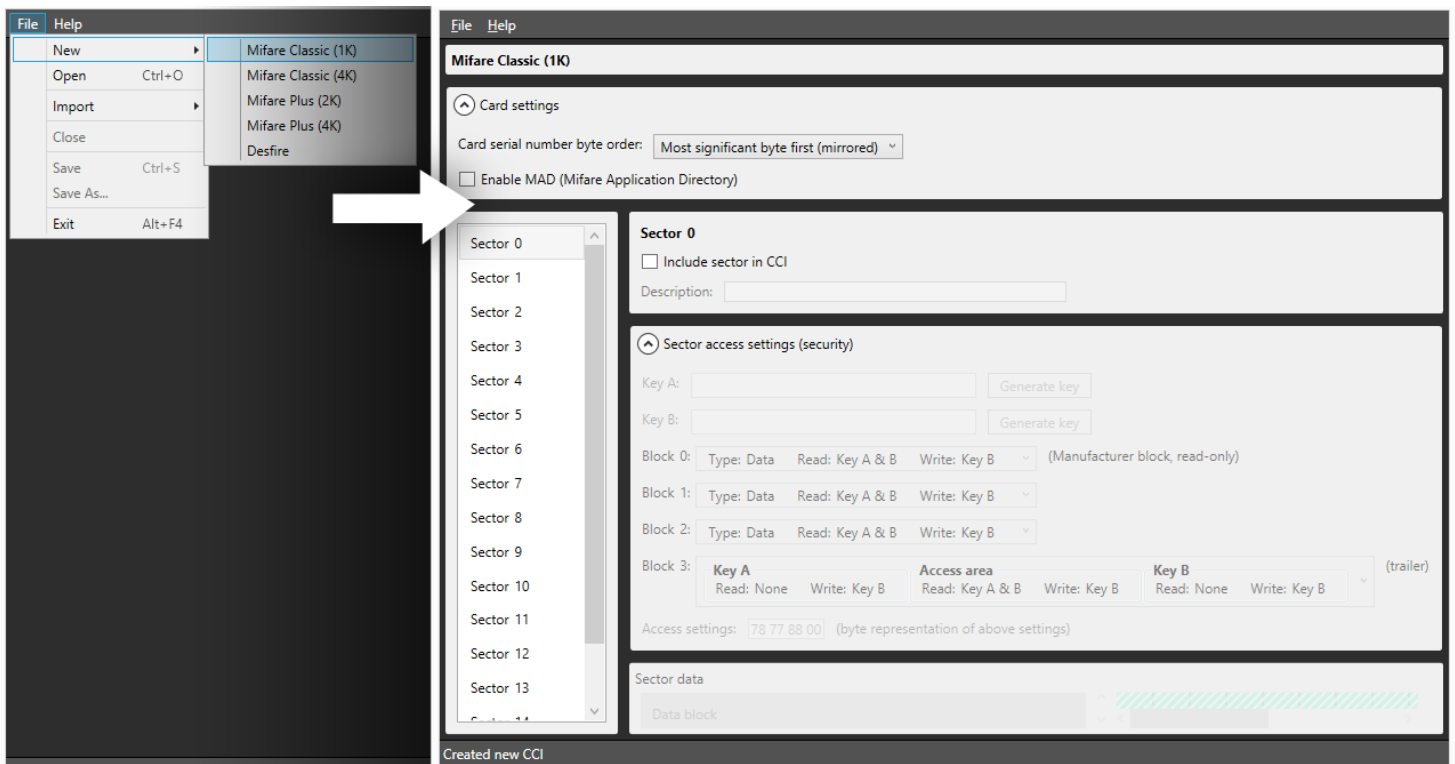 File Help
New
Open Ctrl+O
Import
Close
Save Ctrl+S
Save As...
Exit Alt+F4
Mifare Classic (1K)
Mifare Classic (4K)
Mifare Plus (2K)
Mifare Plus (4K)
Desfire
File Help
Mifare Classic (1K)
Card settings
Card serial number byte order: Most significant byte first (mirrored)
Enable MAD (Mifare Application Directory)
Sector 0
Sector 1
Sector 2
Sector 3
Sector 4
Sector 5
Sector 6
Sector 7
Sector 8
Sector 9
Sector 10
Sector 11
Sector 12
Sector 13
Sector 14
Sector 0
Include sector in CCI
Description:
Sector access settings (security)
Key A: Generate key
Key B: Generate key
Block 0: Type: Data Read: Key A & B Write: Key B (Manufacturer block, read-only)
Block 1: Type: Data Read: Key A & B Write: Key B
Block 2: Type: Data Read: Key A & B Write: Key B
Block 3: Key A Access area Key B (trailer)
Read: None Write: Key B Read: Key A & B Write: Key B Read: None Write: Key B
Access settings: 78 77 88 00 (byte representation of above settings)
Sector data
Data block
Created new CCI